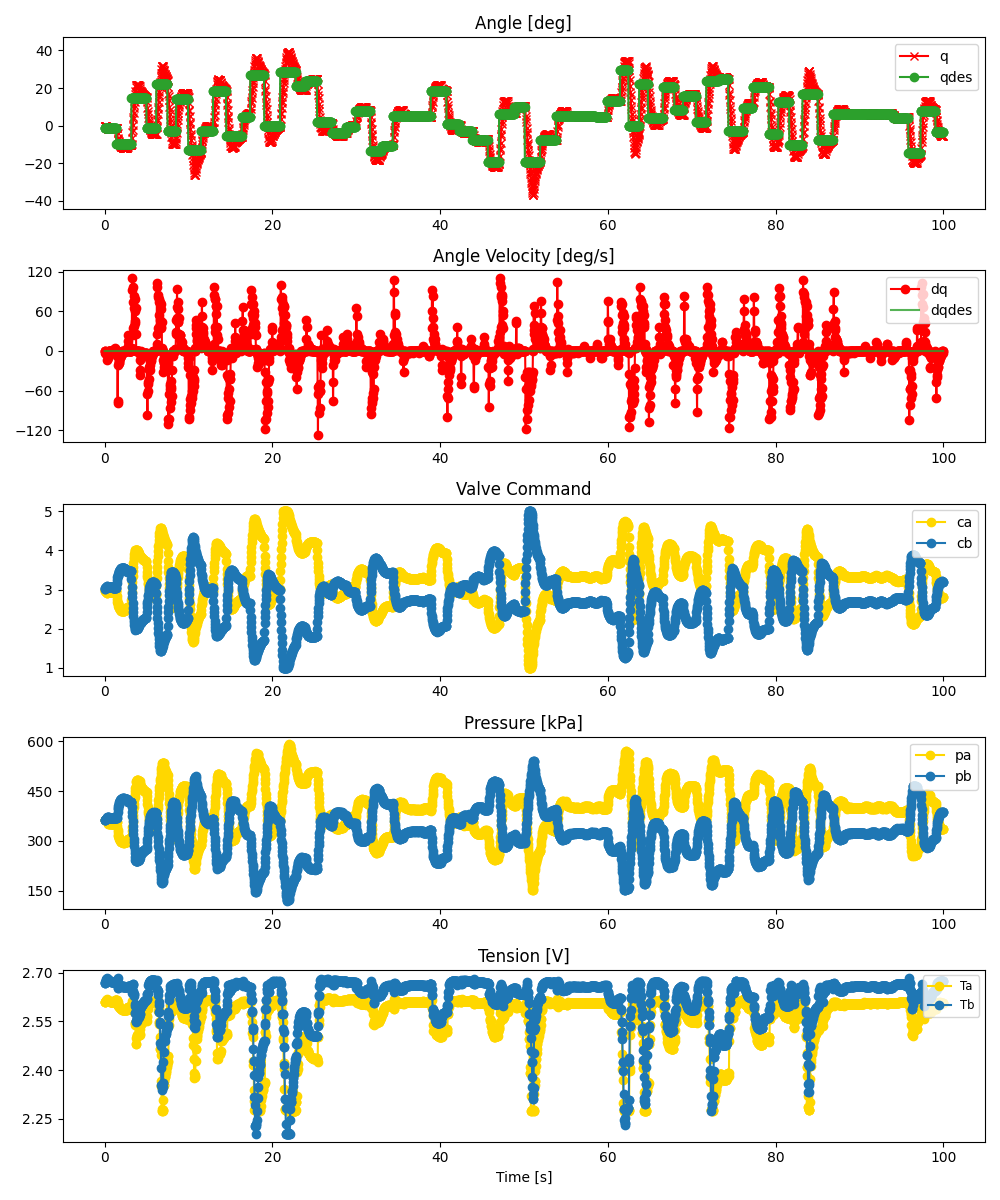 Angle [deg]
40
20
0
−20
−40
q
qdes
0 20 40 60 80 100
Angle Velocity [deg/s]
120
60
0
−60
−120
dq
dqdes
0 20 40 60 80 100
Valve Command
5
4
3
2
1
ca
cb
0 20 40 60 80 100
Pressure [kPa]
600
450
300
150
pa
pb
0 20 40 60 80 100
Tension [V]
2.70
2.55
2.40
2.25
Ta
Tb
0 20 40 60 80 100
Time [s]